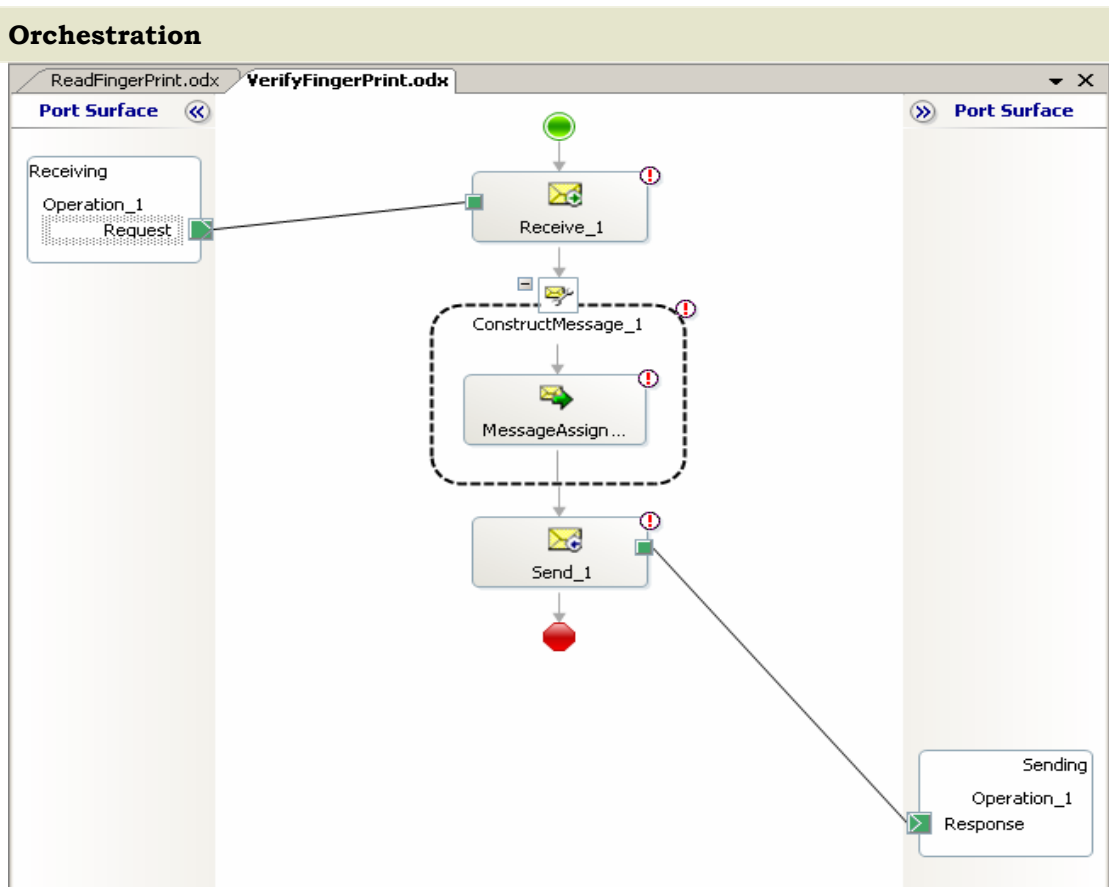 Orchestration
ReadFingerPrint.odx VerifyFingerPrint.odx
Port Surface
Port Surface
Receiving
Operation_1
Request
Receive_1
ConstructMessage_1
MessageAssign...
Send_1
Sending
Operation_1
Response